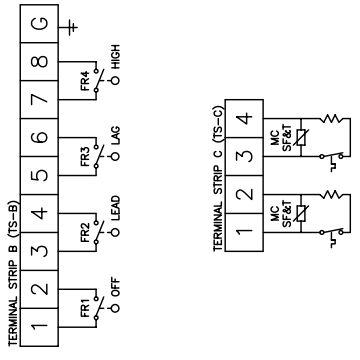 TERMINAL STRIP B (TS-B)
1 2 3 4 5 6 7 8 G
FR1 FR2 FR3 FR4
OFF LEAD LAG HIGH
TERMINAL STRIP C (TS-C)
1 2 3 4
MC MC
SF&T SF&T